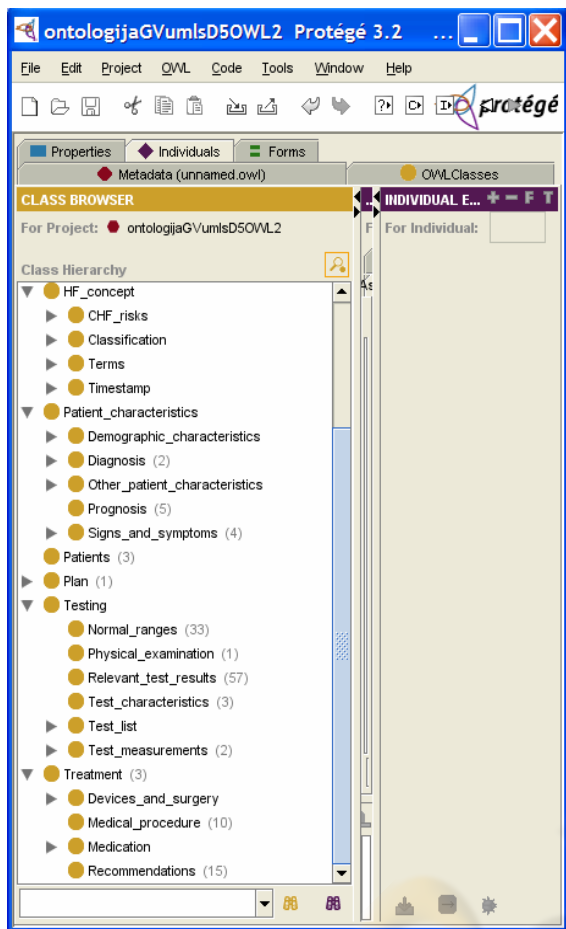 ontologijaGVumlsD5OWL2 Protégé 3.2 ...
File Edit Project OWL Code Tools Window Help
protégé
Properties Individuals Forms
Metadata (unnamed.owl) OWLClasses
CLASS BROWSER
INDIVIDUAL E... F T
For Project: ontologijaGVumlsD5OWL2
F
For Individual:
Class Hierarchy
As
HF_concept
CHF_risks
Classification
Terms
Timestamp
Patient_characteristics
Demographic_characteristics
Diagnosis (2)
Other_patient_characteristics
Prognosis (5)
Signs_and_symptoms (4)
Patients (3)
Plan (1)
Testing
Normal_ranges (33)
Physical_examination (1)
Relevant_test_results (57)
Test_characteristics (3)
Test_list
Test_measurements (2)
Treatment (3)
Devices_and_surgery
Medical_procedure (10)
Medication
Recommendations (15)